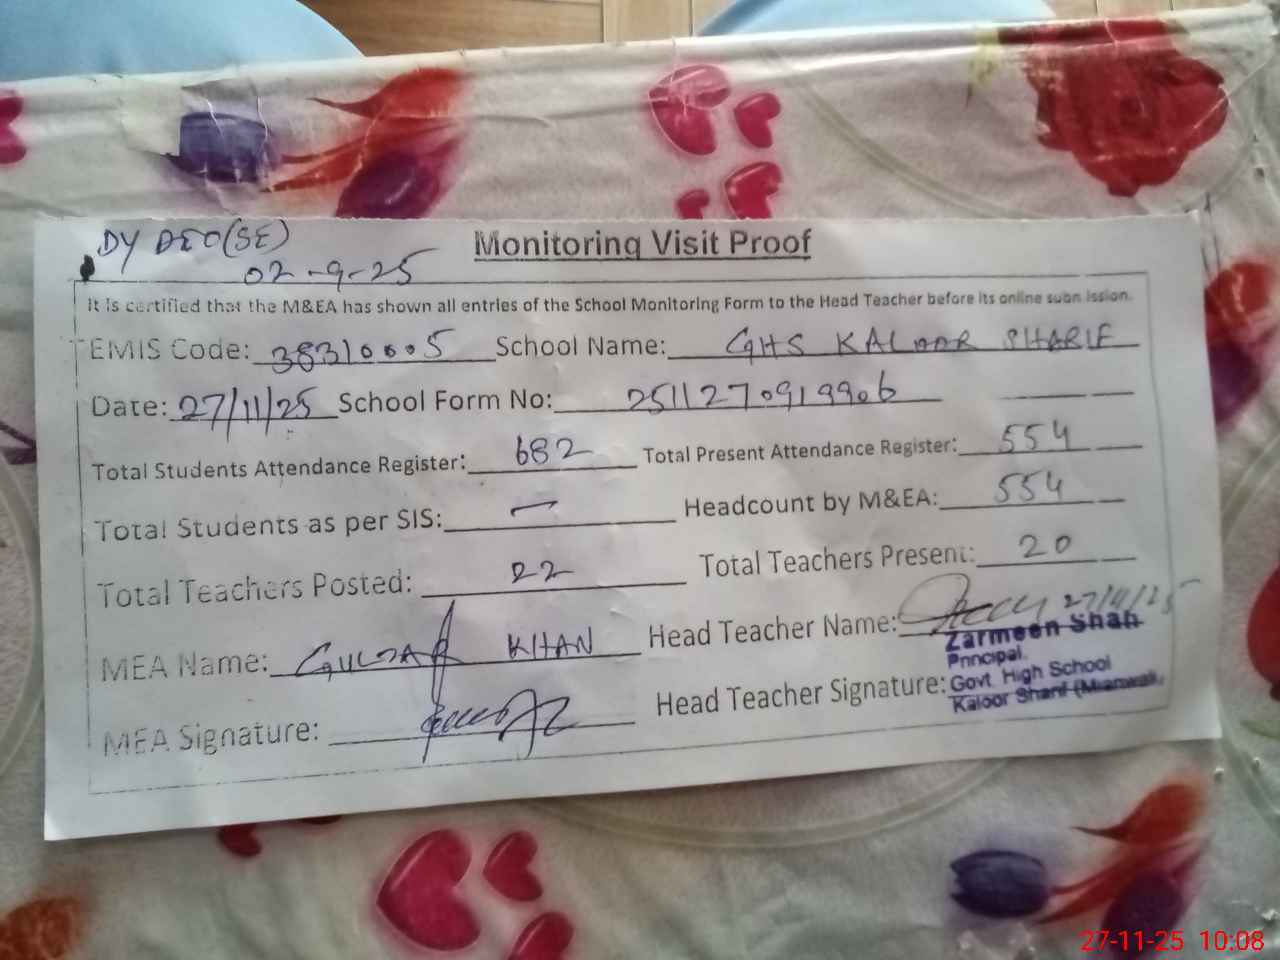 DY DEO(SE)
02-9-25
Monitoring Visit Proof
It is certified that the M&EA has shown all entries of the School Monitoring Form to the Head Teacher before its online submission.
EMIS Code: 38310005 School Name: GHS KALOOR SHARIF
Date: 27/11/25 School Form No: 2511270919906
Total Students Attendance Register: 682 Total Present Attendance Register: 554
Total Students as per SIS: — Headcount by M&EA: 554
Total Teachers Posted: 22 Total Teachers Present: 20
MEA Name: GULZAR KHAN Head Teacher Name: 27/11/25
Zarmeen Shah
Principal
Govt. High School
Kaloor Sharif (Mianwali)
MEA Signature: Head Teacher Signature:
27-11-25 10:08